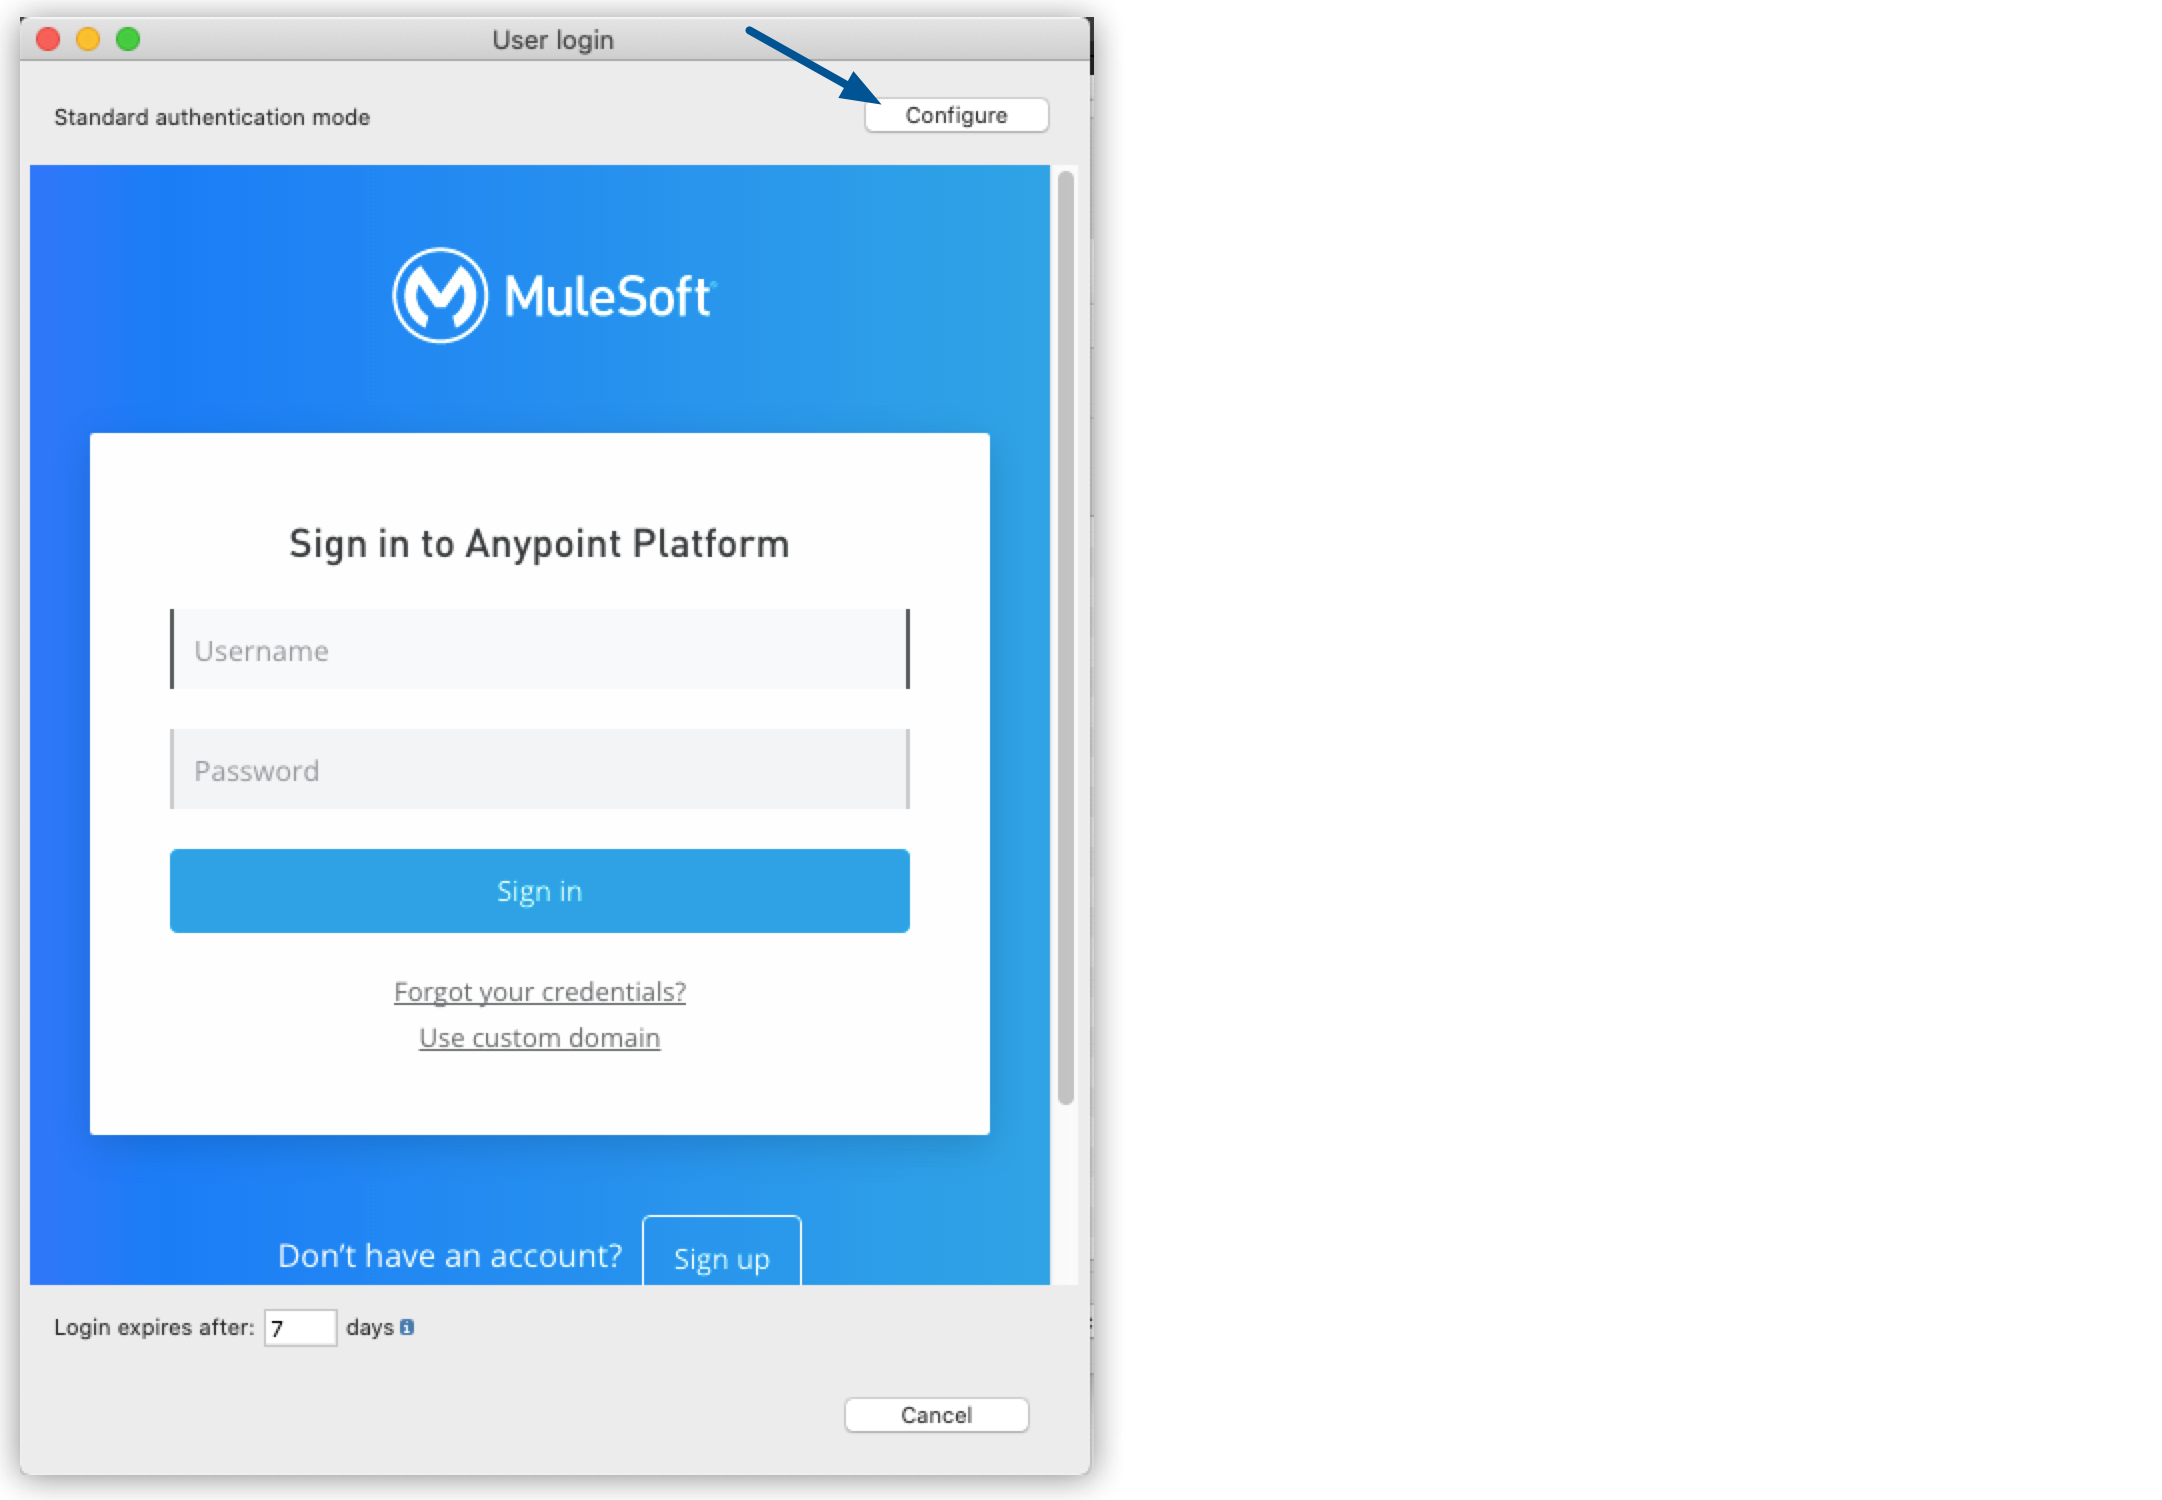 User login
Standard authentication mode
Configure
MuleSoft
Sign in to Anypoint Platform
Username
Password
Sign in
Forgot your credentials?
Use custom domain
Don't have an account?
Sign up
Login expires after: 7 days
Cancel